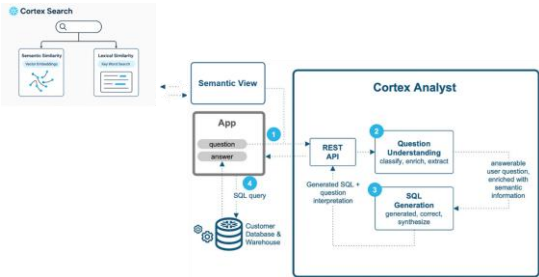 Cortex Search
Semantic Similarity
Vector Embeddings
Lexical Similarity
Key Word Search
Semantic View
App
question
answer
1
4
SQL query
Customer
Database &
Warehouse
Cortex Analyst
REST
API
Generated SQL +
question
interpretation
2
Question
Understanding
classify, enrich, extract
3
SQL
Generation
generated, correct,
synthesize
answerable
user question,
enriched with
semantic
information